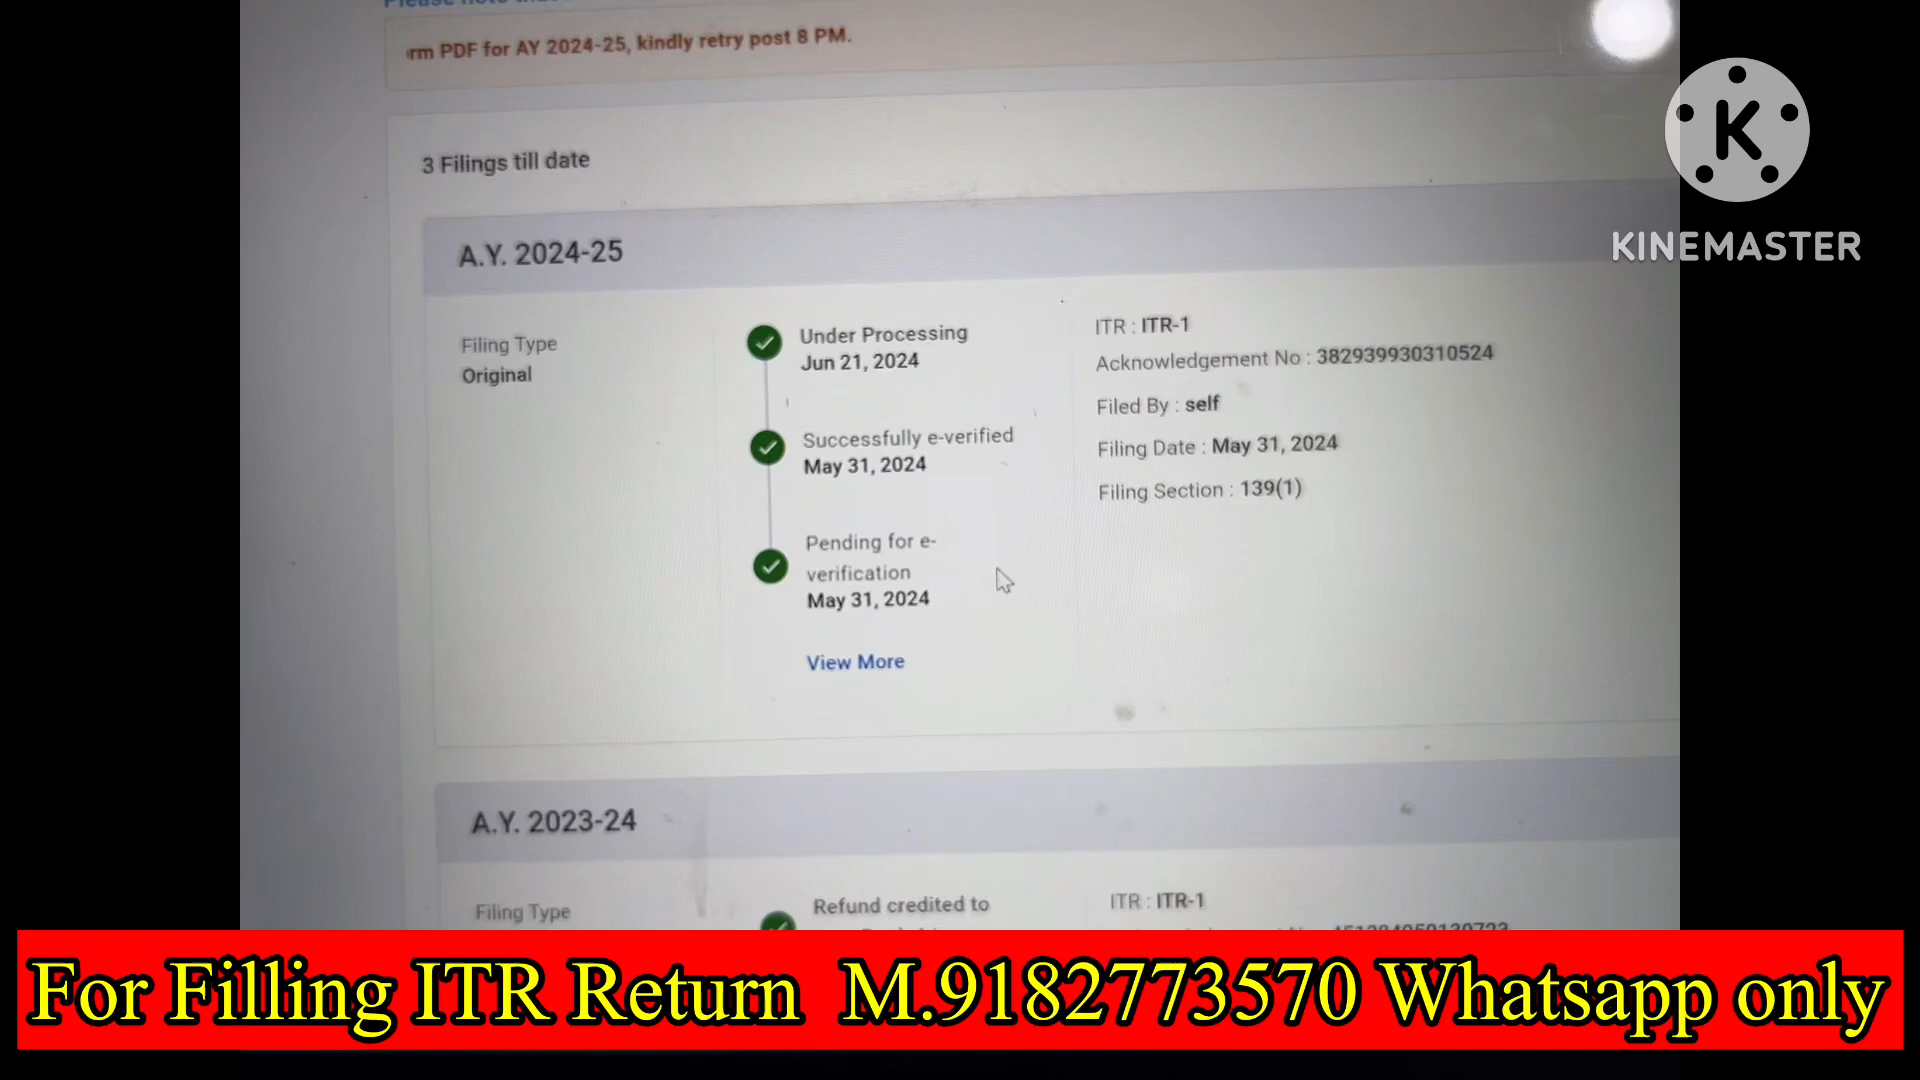 rm PDF for AY 2024-25, kindly retry post 8 PM.
KINEMASTER
3 Filings till date
A.Y. 2024-25
Filing Type
Original
Under Processing
Jun 21, 2024
Successfully e-verified
May 31, 2024
Pending for e-
verification
May 31, 2024
View More
ITR : ITR-1
Acknowledgement No : 382939930310524
Filed By : self
Filing Date : May 31, 2024
Filing Section : 139(1)
A.Y. 2023-24
Filing Type
Refund credited to
ITR : ITR-1
For Filling ITR Return M.9182773570 Whatsapp only